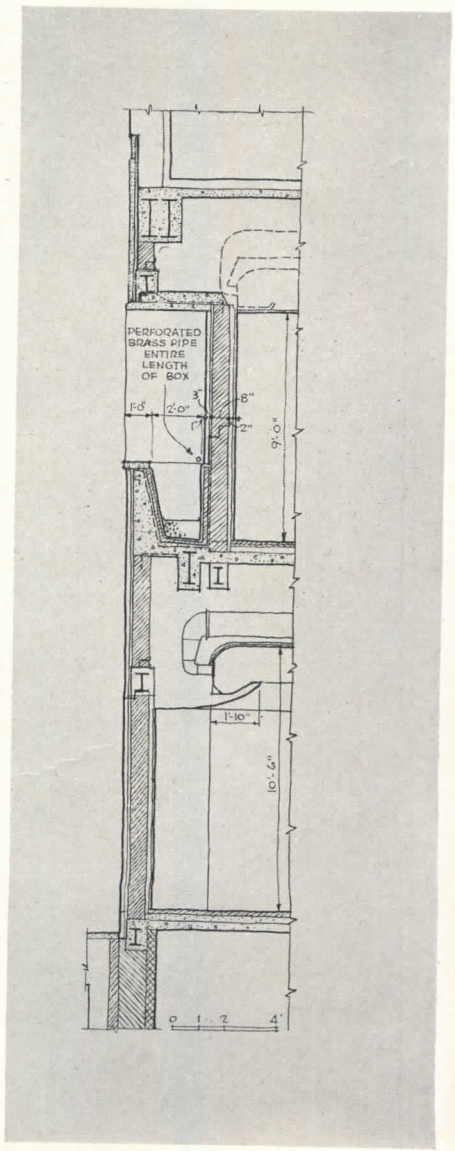 PERFORATED
BRASS PIPE
ENTIRE
LENGTH
OF BOX
3" 8"
1'-0" 2'-0" 1" 2"
9'-0"
1'-10"
10'-6"
0 1 2 4'